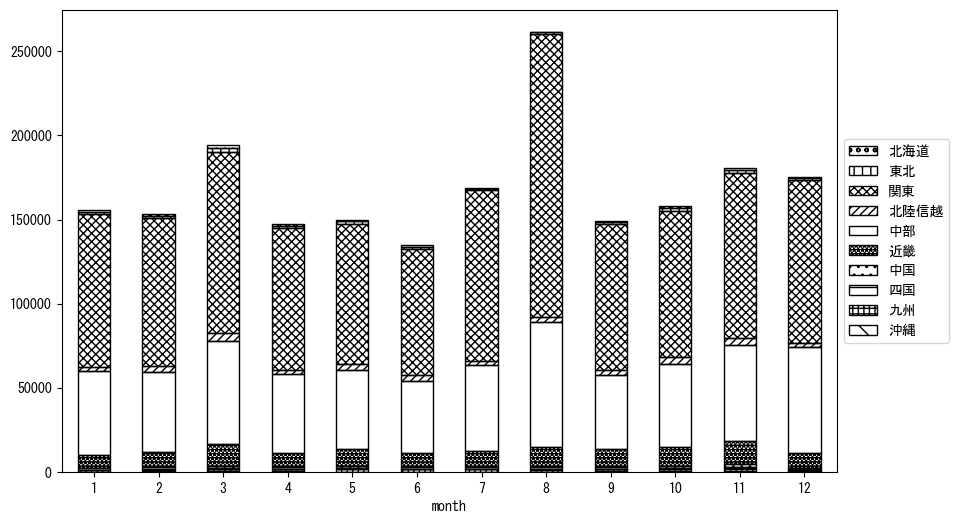 250000
200000
150000
100000
50000
0
1 2 3 4 5 6 7 8 9 10 11 12
month
北海道
東北
関東
北陸信越
中部
近畿
中国
四国
九州
沖縄